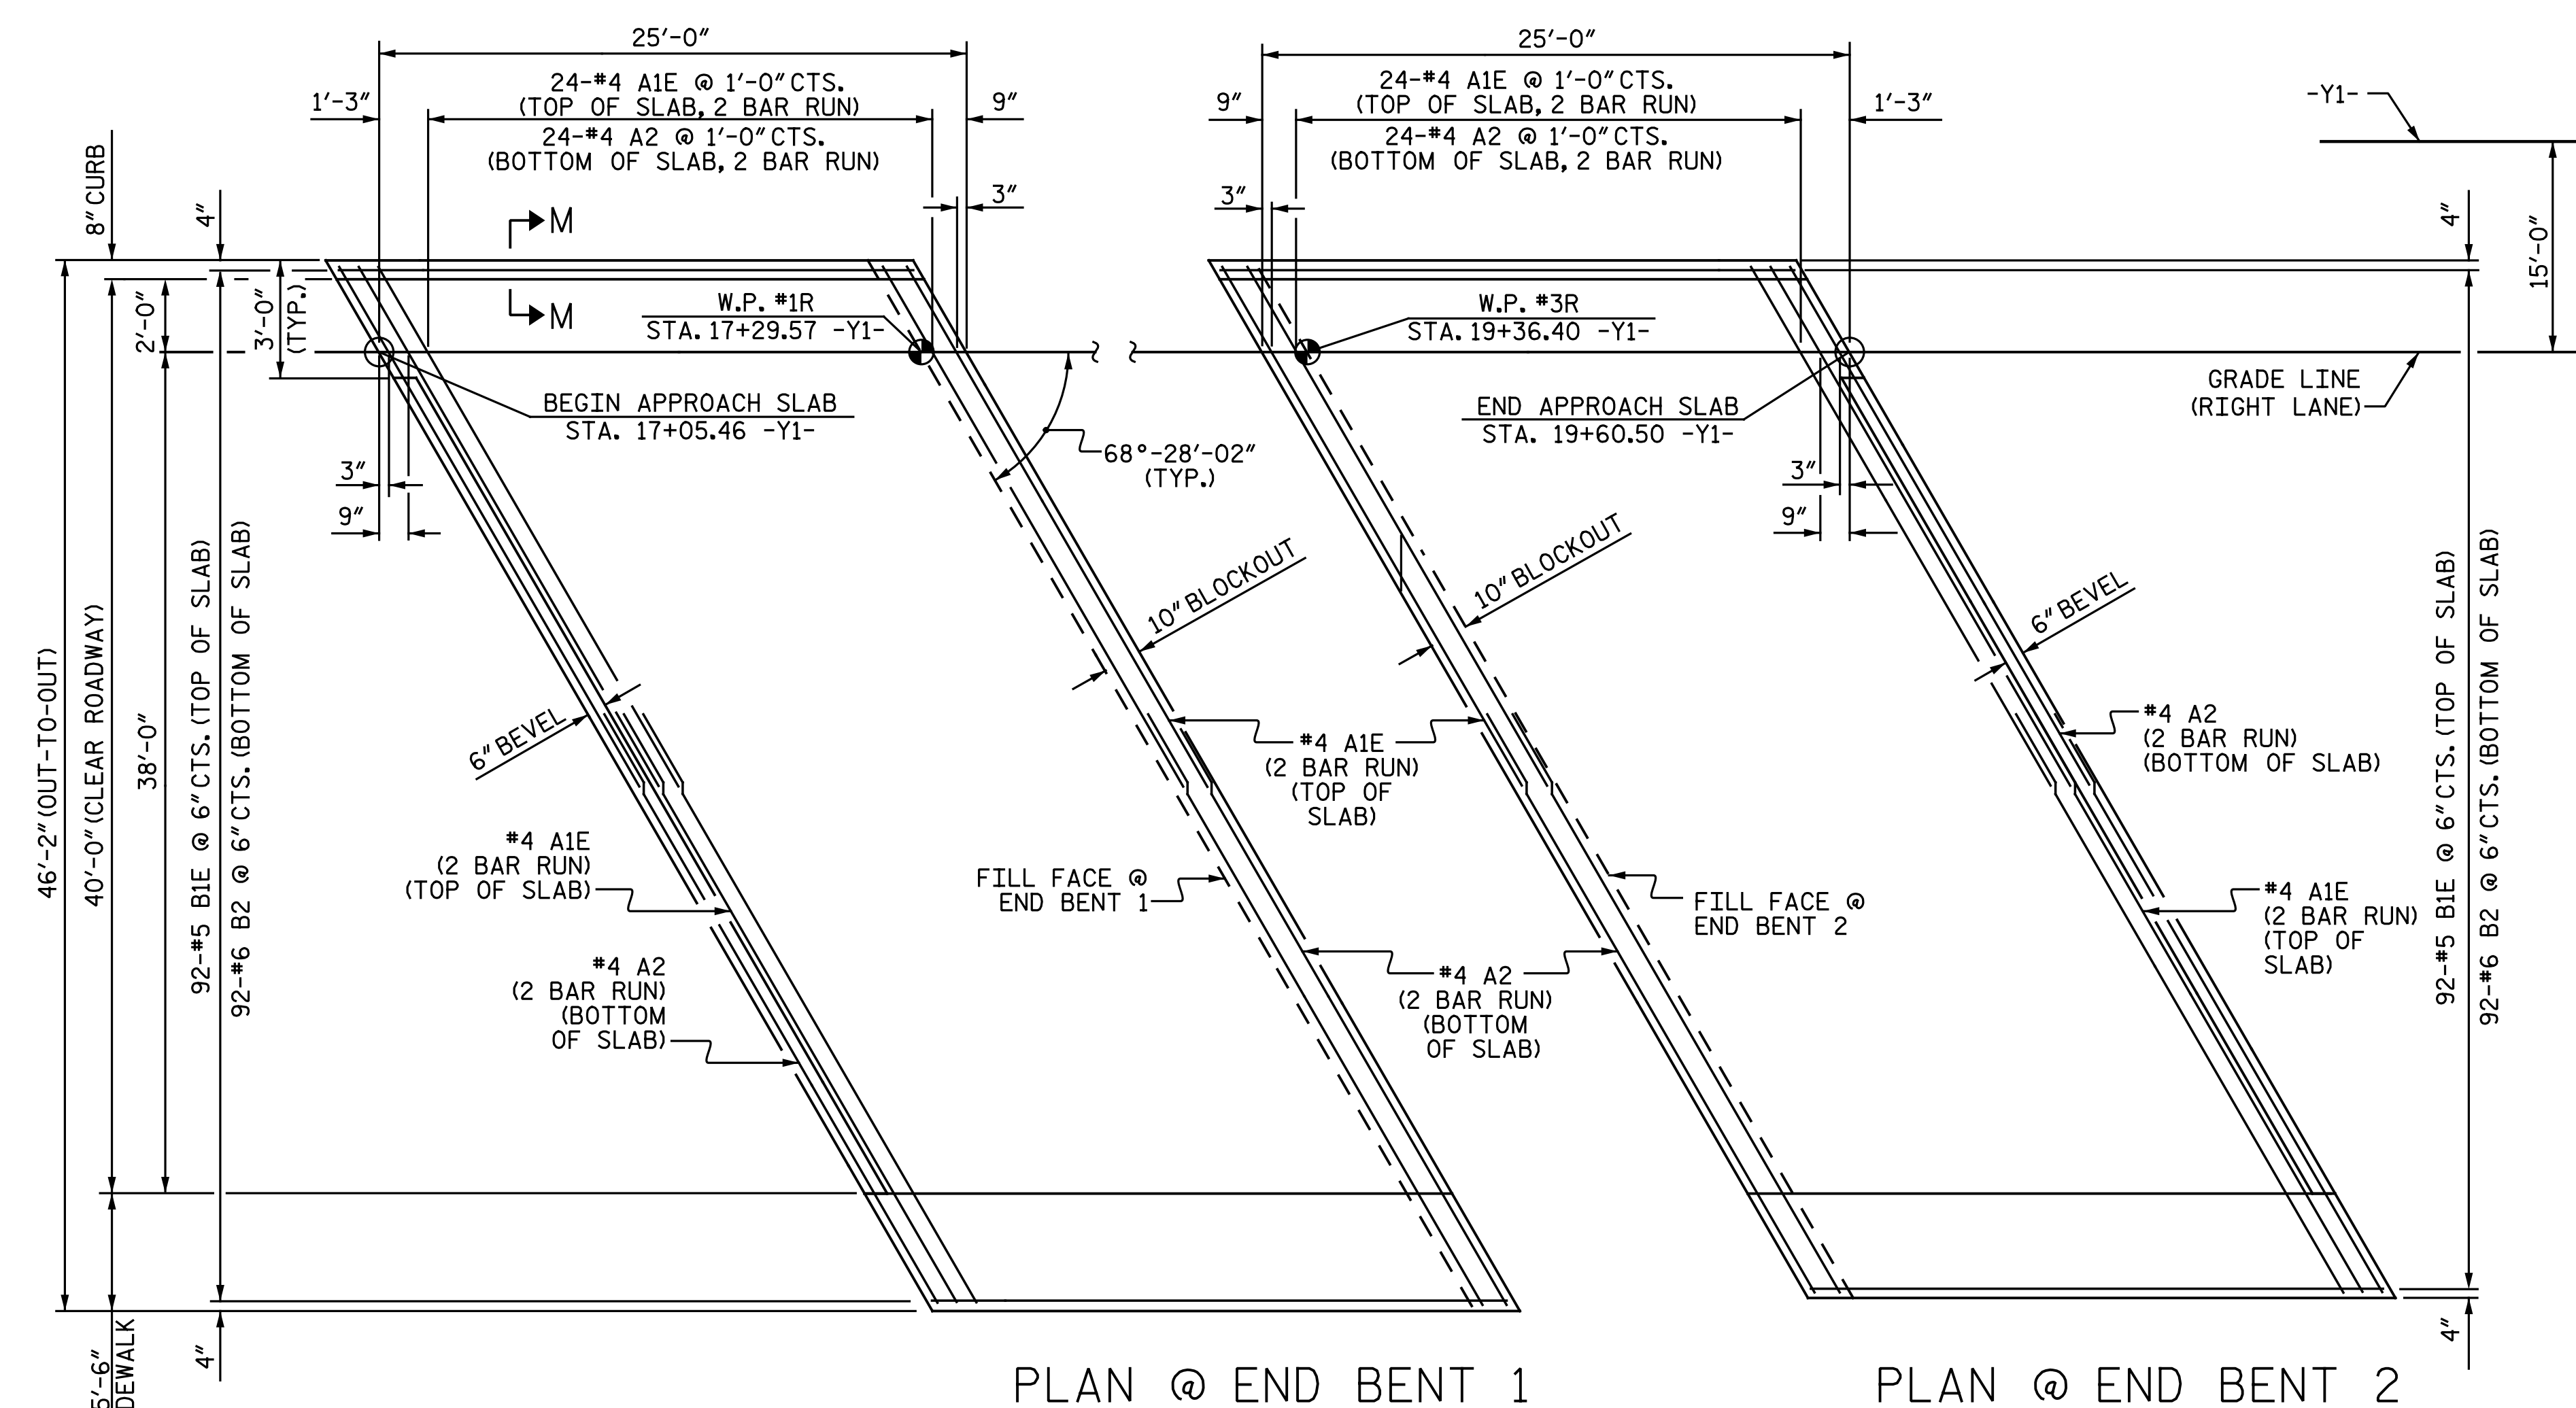 25'-0"
24-#4 A1E @ 1'-0" CTS.
(TOP OF SLAB, 2 BAR RUN)
24-#4 A2 @ 1'-0" CTS.
(BOTTOM OF SLAB, 2 BAR RUN)
1'-3"
9"
3"
8" CURB
4"
2'-0"
3'-0"
(TYP.)
M
M
W.P. #1R
STA. 17+29.57 -Y1-
BEGIN APPROACH SLAB
STA. 17+05.46 -Y1-
3"
9"
68°-28'-02"
(TYP.)
25'-0"
24-#4 A1E @ 1'-0" CTS.
(TOP OF SLAB, 2 BAR RUN)
24-#4 A2 @ 1'-0" CTS.
(BOTTOM OF SLAB, 2 BAR RUN)
9"
1'-3"
3"
W.P. #3R
STA. 19+36.40 -Y1-
END APPROACH SLAB
STA. 19+60.50 -Y1-
3"
9"
-Y1-
4"
15'-0"
GRADE LINE
(RIGHT LANE)
46'-2" (OUT-TO-OUT)
40'-0" (CLEAR ROADWAY)
38'-0"
92-#5 B1E @ 6" CTS. (TOP OF SLAB)
92-#6 B2 @ 6" CTS. (BOTTOM OF SLAB)
6" BEVEL
10" BLOCKOUT
10" BLOCKOUT
6" BEVEL
#4 A1E
(2 BAR RUN)
(TOP OF SLAB)
#4 A2
(2 BAR RUN)
(BOTTOM
OF SLAB)
FILL FACE @
END BENT 1
#4 A1E
(2 BAR RUN)
(TOP OF
SLAB)
#4 A2
(2 BAR RUN)
(BOTTOM
OF SLAB)
FILL FACE @
END BENT 2
#4 A2
(2 BAR RUN)
(BOTTOM OF SLAB)
#4 A1E
(2 BAR RUN)
(TOP OF
SLAB)
92-#5 B1E @ 6" CTS. (TOP OF SLAB)
92-#6 B2 @ 6" CTS. (BOTTOM OF SLAB)
4"
4"
5'-6"
DEWALK
PLAN @ END BENT 1
PLAN @ END BENT 2